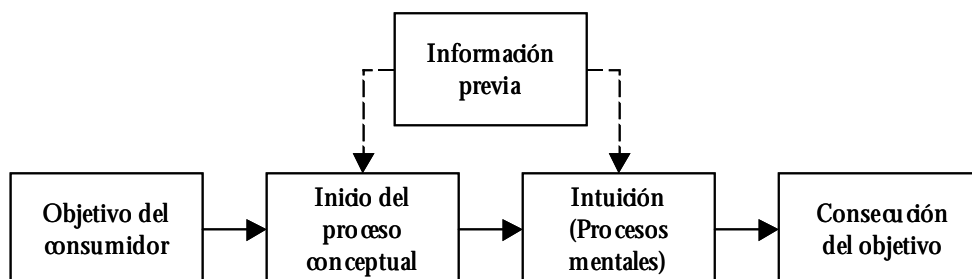 Información
previa
Objetivo del
consumidor
Inicio del
proceso
conceptual
Intuición
(Procesos
mentales)
Consecución
del objetivo